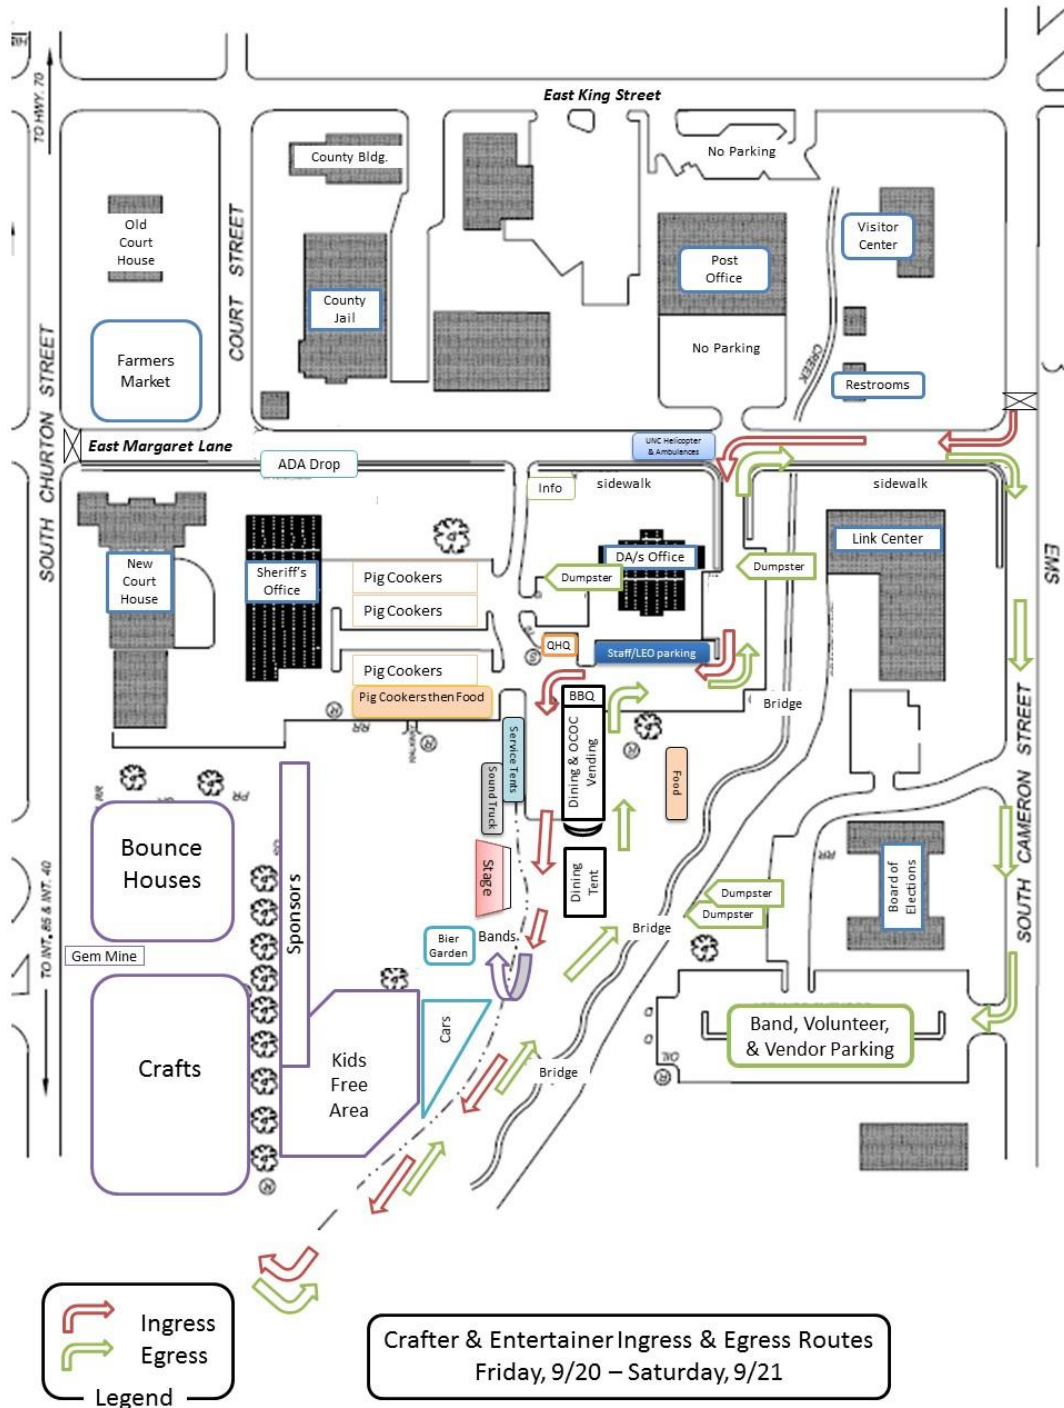 East King Street
TO HWY. 70
County Bldg.
No Parking
Old
Court
House
COURT STREET
County
Jail
Post
Office
Visitor
Center
Farmers
Market
No Parking
CREEK
Restrooms
SOUTH CHURTON STREET
East Margaret Lane
UNC Helicopter
& Ambulances
ADA Drop
Info
sidewalk
sidewalk
EMS
New
Court
House
Sheriff's
Office
Pig Cookers
Pig Cookers
Pig Cookers
Pig Cookers then Food
Dumpster
DA/s Office
Dumpster
Link Center
QHQ
Staff/LEO parking
BBQ
Dining & OCOC
Vending
Bridge
Service Tents
Sound Truck
Food
SOUTH CAMERON STREET
Bounce
Houses
Sponsors
Stage
Dining
Tent
Dumpster
Dumpster
Board of
Elections
TO INT. 85 & INT. 40
Gem Mine
Bier
Garden
Bands
Bridge
Crafts
Kids
Free
Area
Cars
Bridge
Band, Volunteer,
& Vendor Parking
Ingress
Egress
Legend
Crafter & Entertainer Ingress & Egress Routes
Friday, 9/20 – Saturday, 9/21